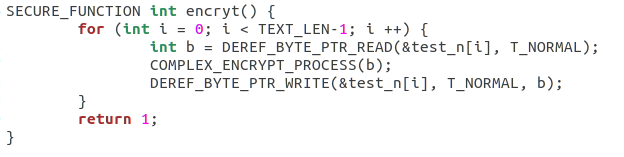 SECURE_FUNCTION int encryt() {
for (int i = 0; i < TEXT_LEN-1; i ++) {
int b = DEREF_BYTE_PTR_READ(&test_n[i], T_NORMAL);
COMPLEX_ENCRYPT_PROCESS(b);
DEREF_BYTE_PTR_WRITE(&test_n[i], T_NORMAL, b);
}
return 1;
}